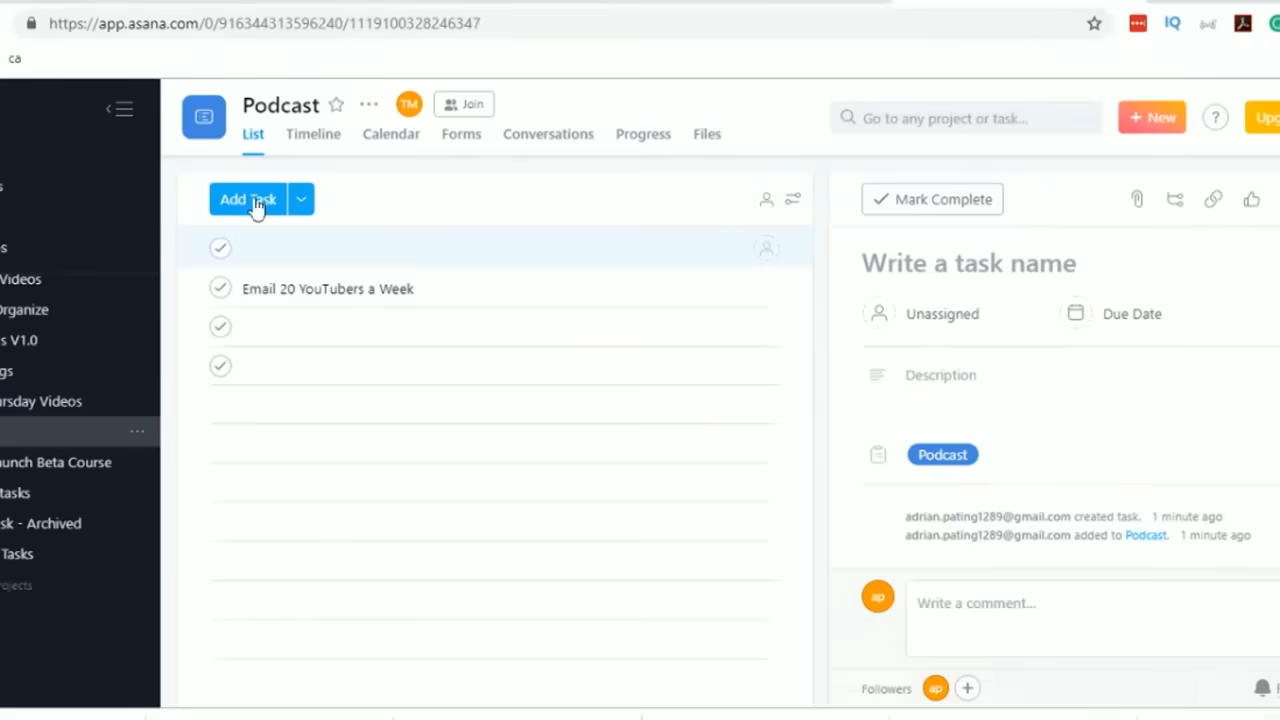 https://app.asana.com/0/916344313596240/1119100328246347
IQ
ca
Podcast
TM
Join
List Timeline Calendar Forms Conversations Progress Files
Go to any project or task...
+ New
?
Upg
Add Task
Email 20 YouTubers a Week
Mark Complete
Write a task name
Unassigned
Due Date
Description
Podcast
adrian.pating1289@gmail.com created task. 1 minute ago
adrian.pating1289@gmail.com added to Podcast. 1 minute ago
ap
Write a comment...
Followers
ap
s
s
Videos
Organize
s V1.0
gs
rsday Videos
unch Beta Course
tasks
sk - Archived
Tasks
rojects